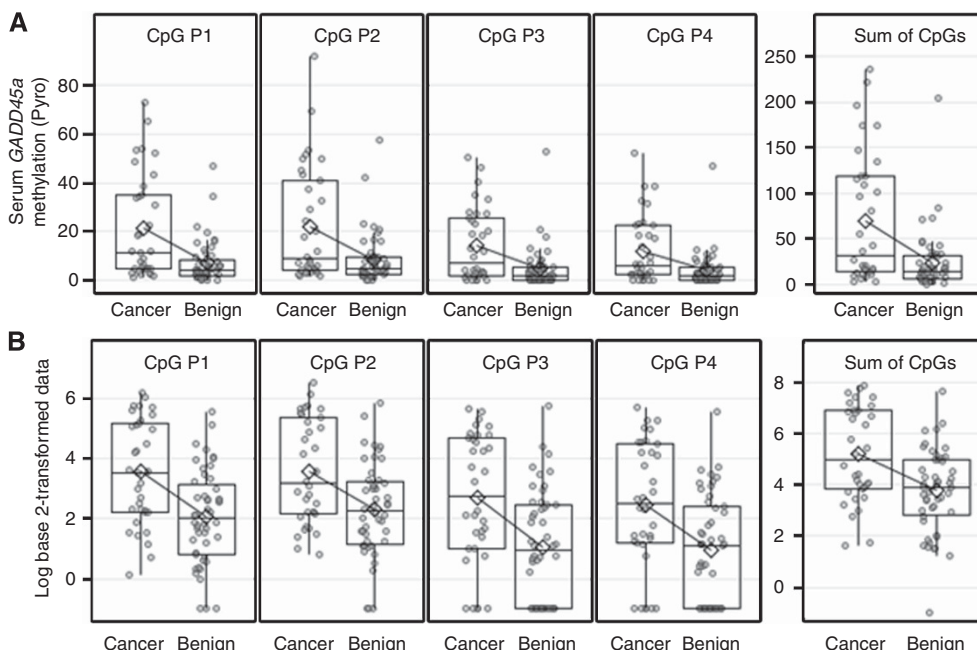 A
CpG P1
CpG P2
CpG P3
CpG P4
Sum of CpGs
Serum GADD45a
methylation (Pyro)
80
60
40
20
0
250
200
150
100
50
0
Cancer Benign
Cancer Benign
Cancer Benign
Cancer Benign
Cancer Benign
B
CpG P1
CpG P2
CpG P3
CpG P4
Sum of CpGs
Log base 2-transformed data
6
4
2
0
8
6
4
2
0
Cancer Benign
Cancer Benign
Cancer Benign
Cancer Benign
Cancer Benign